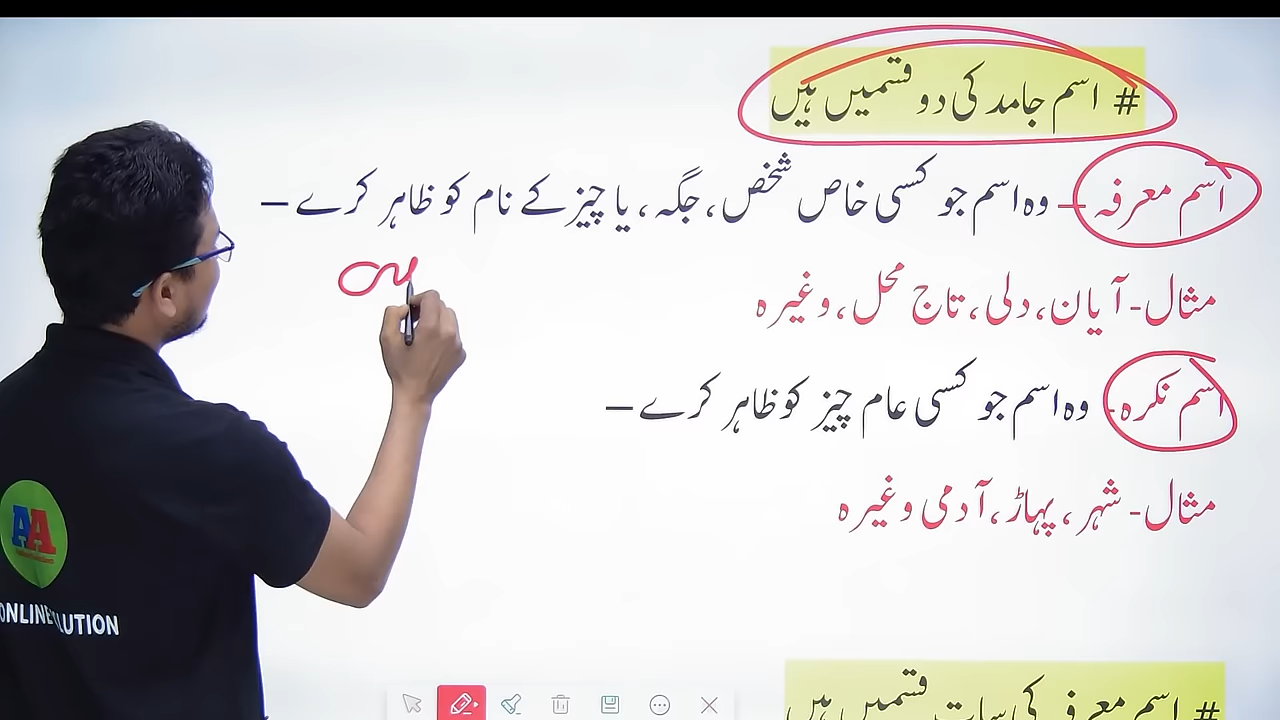 # اسم جامد کی دو قسمیں ہیں
اسم معرفہ - وہ اسم جو کسی خاص شخص، جگہ، یا چیز کے نام کو ظاہر کرے –
مثال- آیان، دلی، تاج محل، وغیرہ
اسم نکرہ - وہ اسم جو کسی عام چیز کو ظاہر کرے –
مثال- شہر، پہاڑ، آدمی وغیرہ
# اسم معرفہ کی سات قسمیں ہیں
AA
ONLINE LUTION